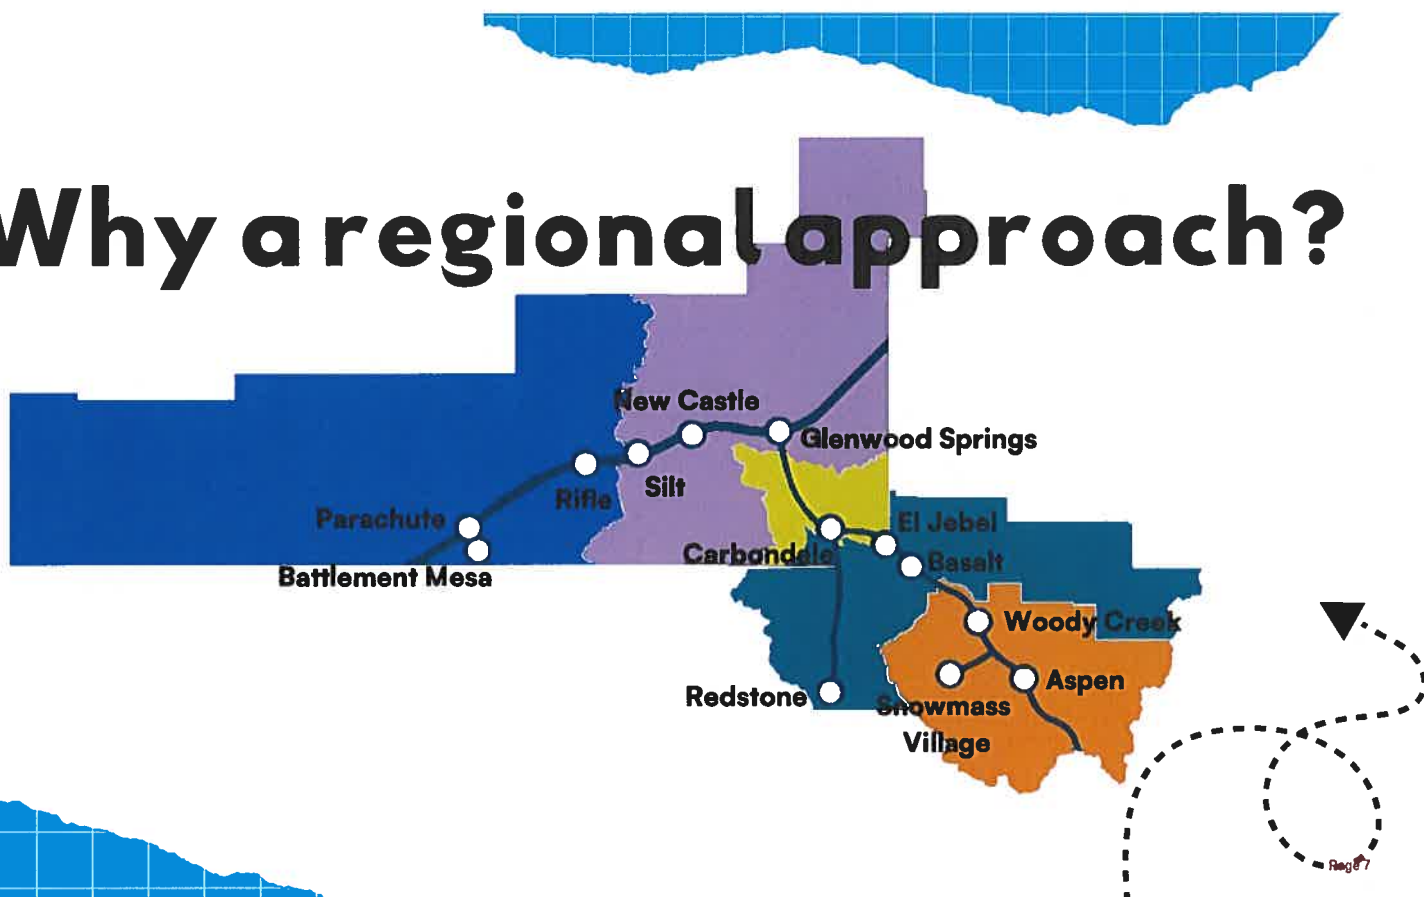 Why a regional approach?
New Castle
Glenwood Springs
Silt
Rifle
Parachute
Battlement Mesa
El Jebel
Carbondale
Basalt
Woody Creek
Aspen
Redstone
Snowmass
Village
Page 7